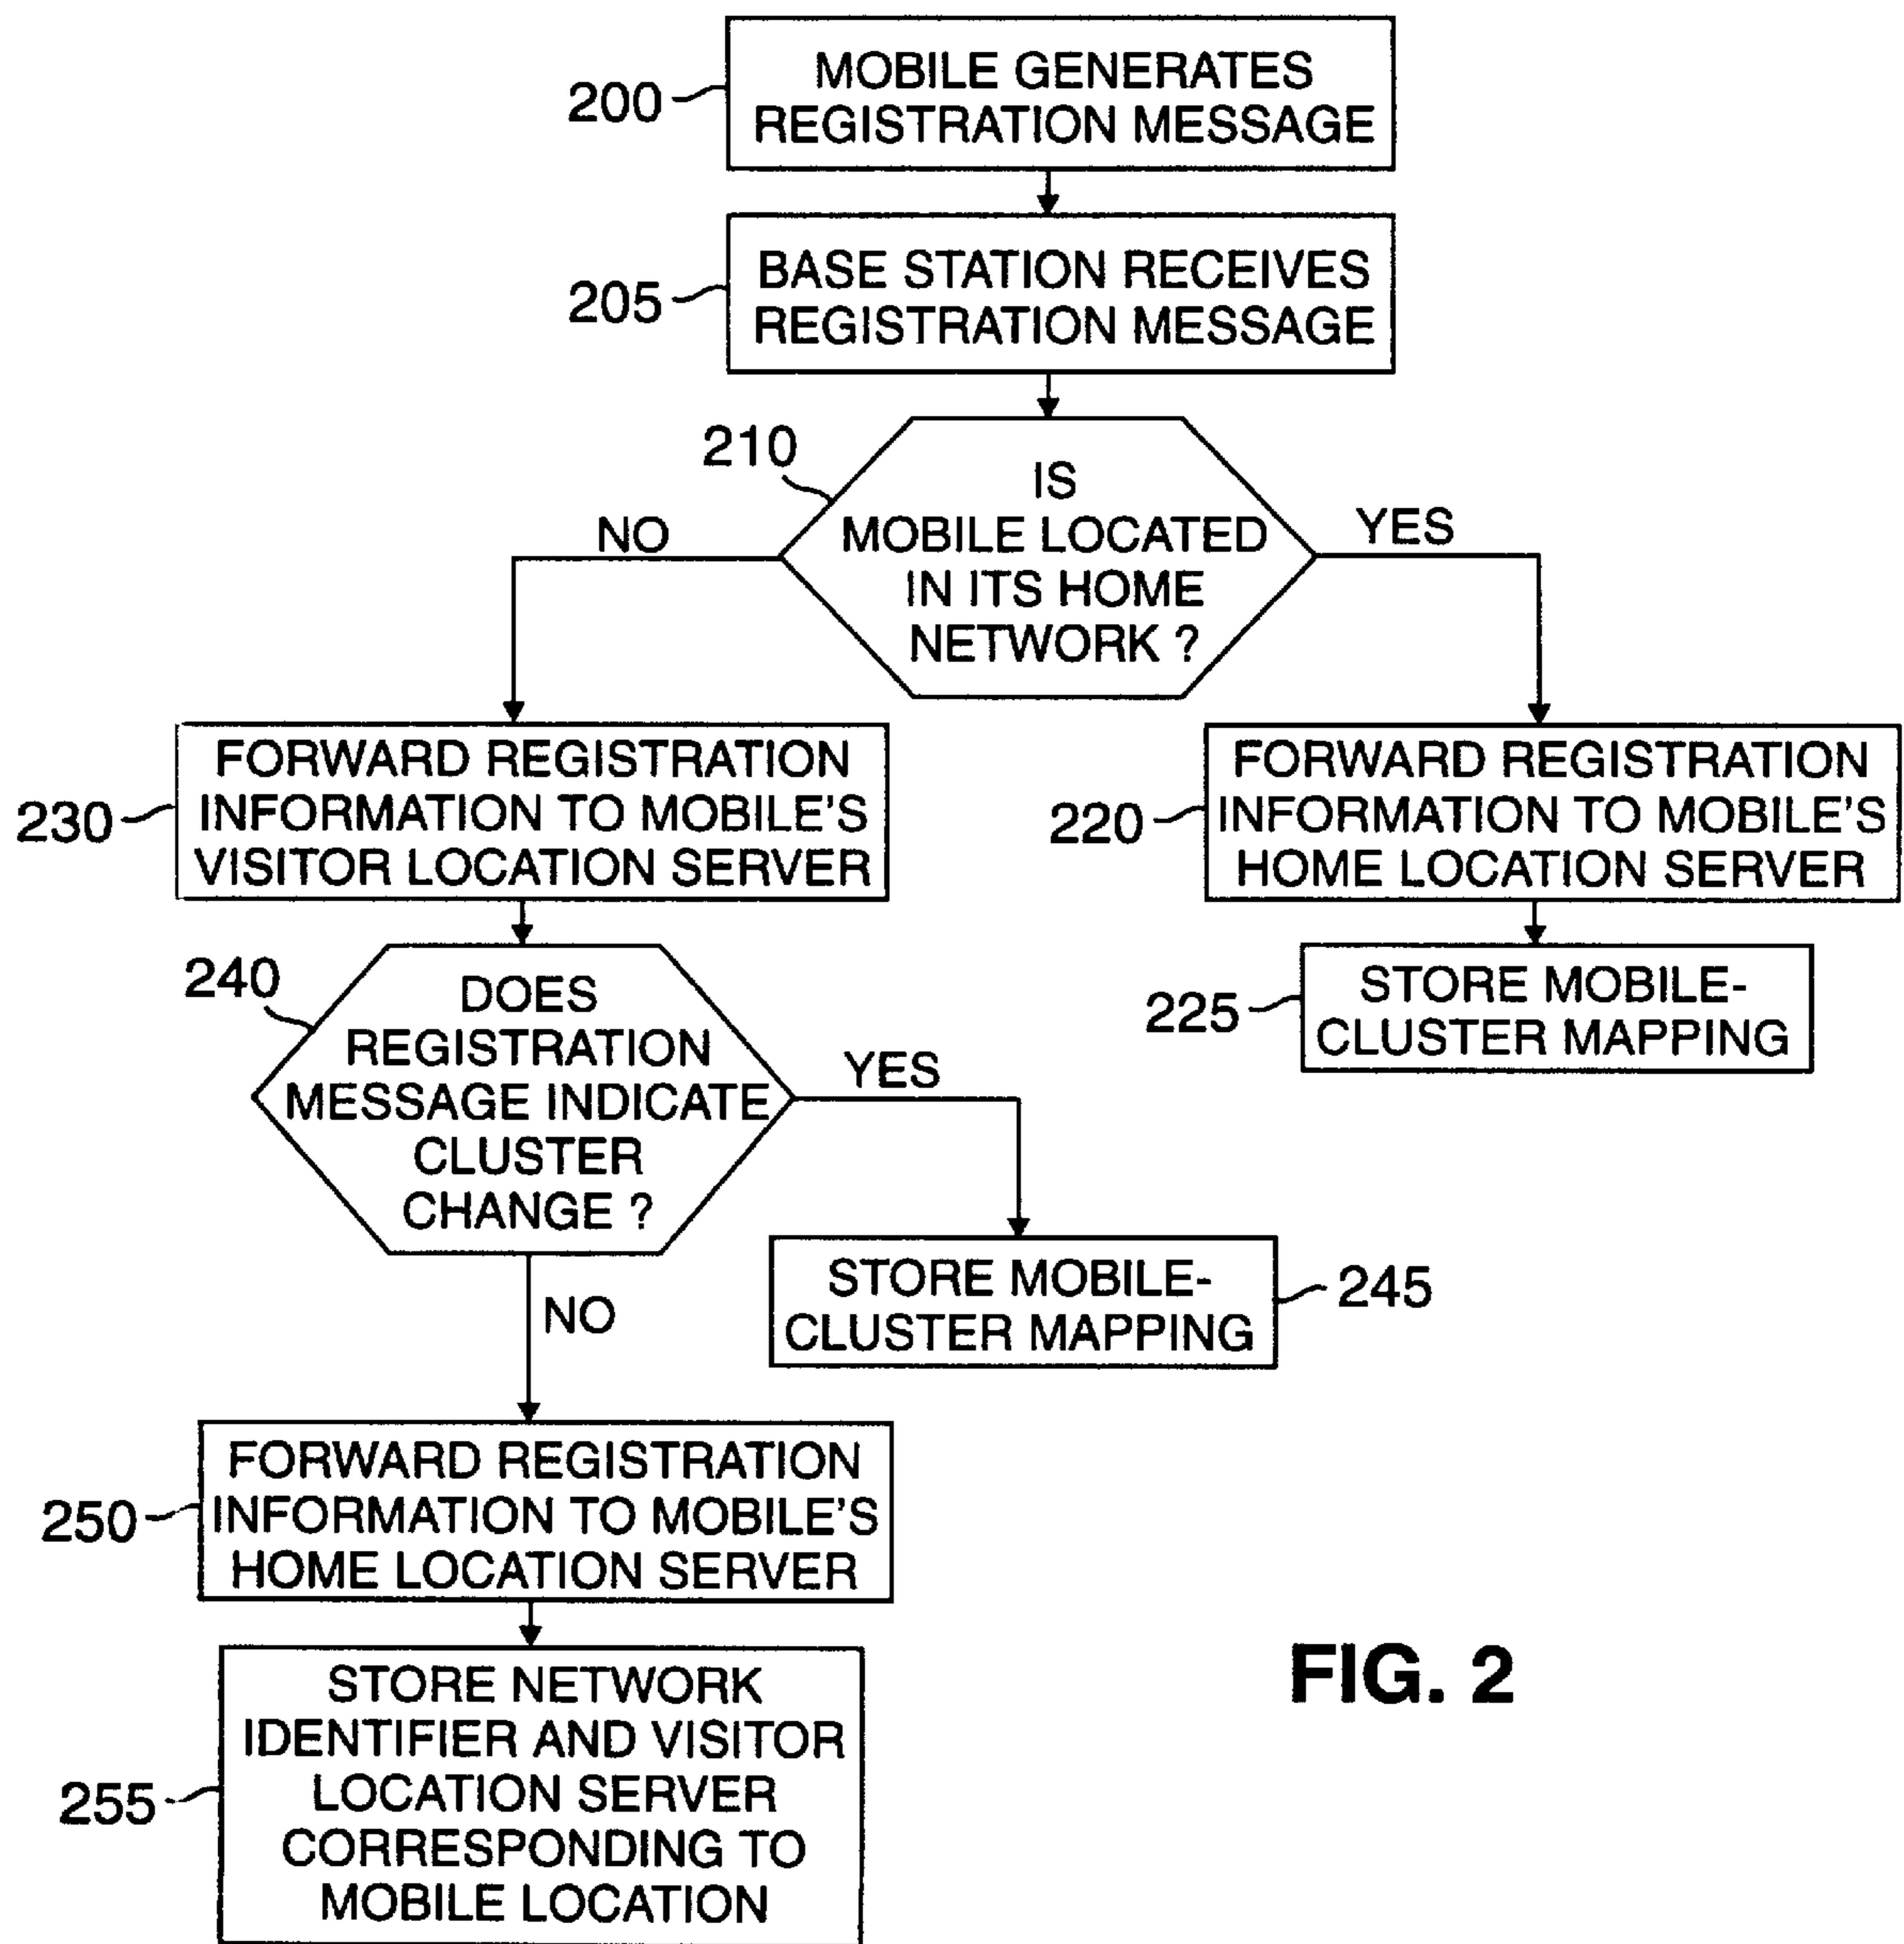 200
MOBILE GENERATES
REGISTRATION MESSAGE
205
BASE STATION RECEIVES
REGISTRATION MESSAGE
210
IS
MOBILE LOCATED
IN ITS HOME
NETWORK ?
NO
YES
230
FORWARD REGISTRATION
INFORMATION TO MOBILE'S
VISITOR LOCATION SERVER
220
FORWARD REGISTRATION
INFORMATION TO MOBILE'S
HOME LOCATION SERVER
225
STORE MOBILE-
CLUSTER MAPPING
240
DOES
REGISTRATION
MESSAGE INDICATE
CLUSTER
CHANGE ?
YES
STORE MOBILE-
CLUSTER MAPPING
245
NO
250
FORWARD REGISTRATION
INFORMATION TO MOBILE'S
HOME LOCATION SERVER
255
STORE NETWORK
IDENTIFIER AND VISITOR
LOCATION SERVER
CORRESPONDING TO
MOBILE LOCATION
FIG. 2